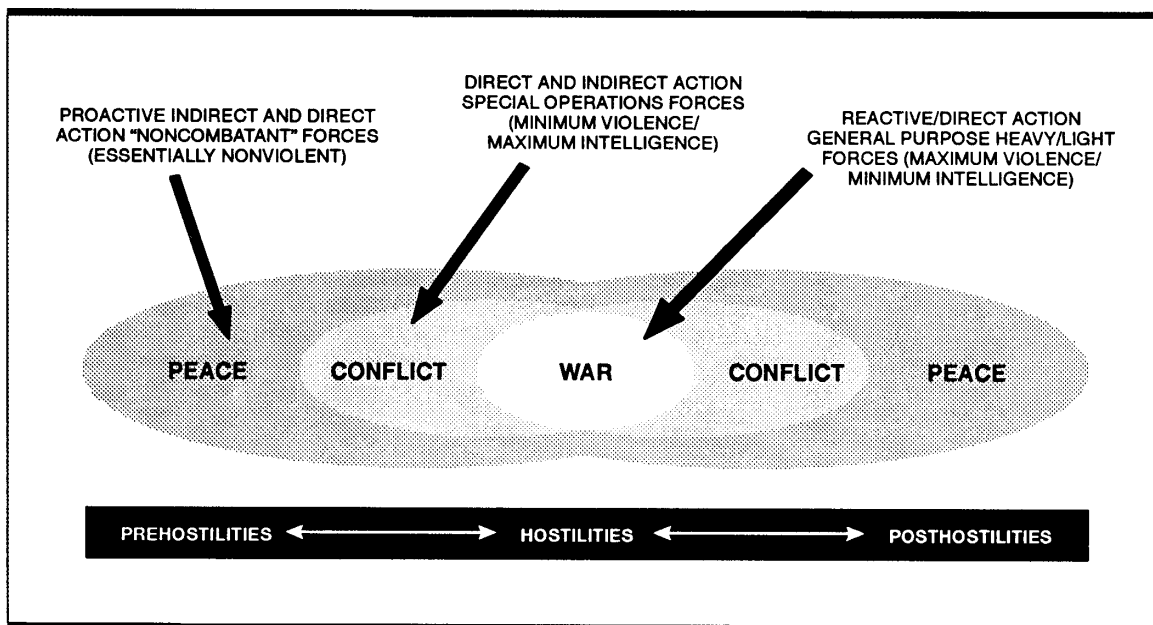 PROACTIVE INDIRECT AND DIRECT
ACTION “NONCOMBATANT” FORCES
(ESSENTIALLY NONVIOLENT)
DIRECT AND INDIRECT ACTION
SPECIAL OPERATIONS FORCES
(MINIMUM VIOLENCE/
MAXIMUM INTELLIGENCE)
REACTIVE/DIRECT ACTION
GENERAL PURPOSE HEAVY/LIGHT
FORCES (MAXIMUM VIOLENCE/
MINIMUM INTELLIGENCE)
PEACE
CONFLICT
WAR
CONFLICT
PEACE
PREHOSTILITIES
HOSTILITIES
POSTHOSTILITIES